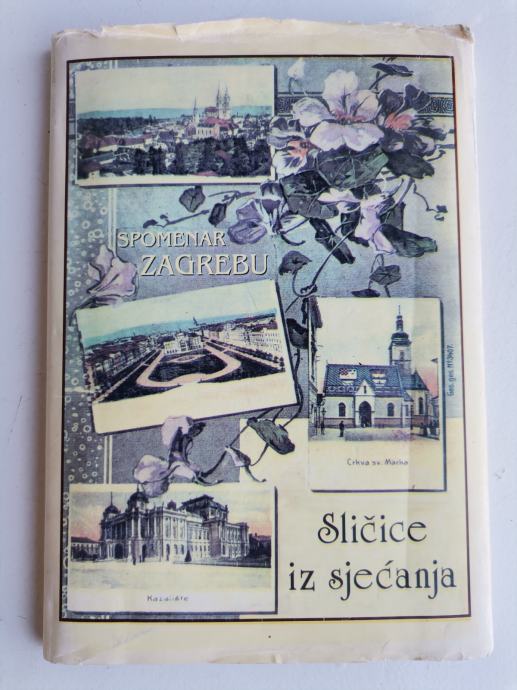 SPOMENAR
ZAGREBU
Crkva sv. Marka
Kazalište
Sličice
iz sjećanja